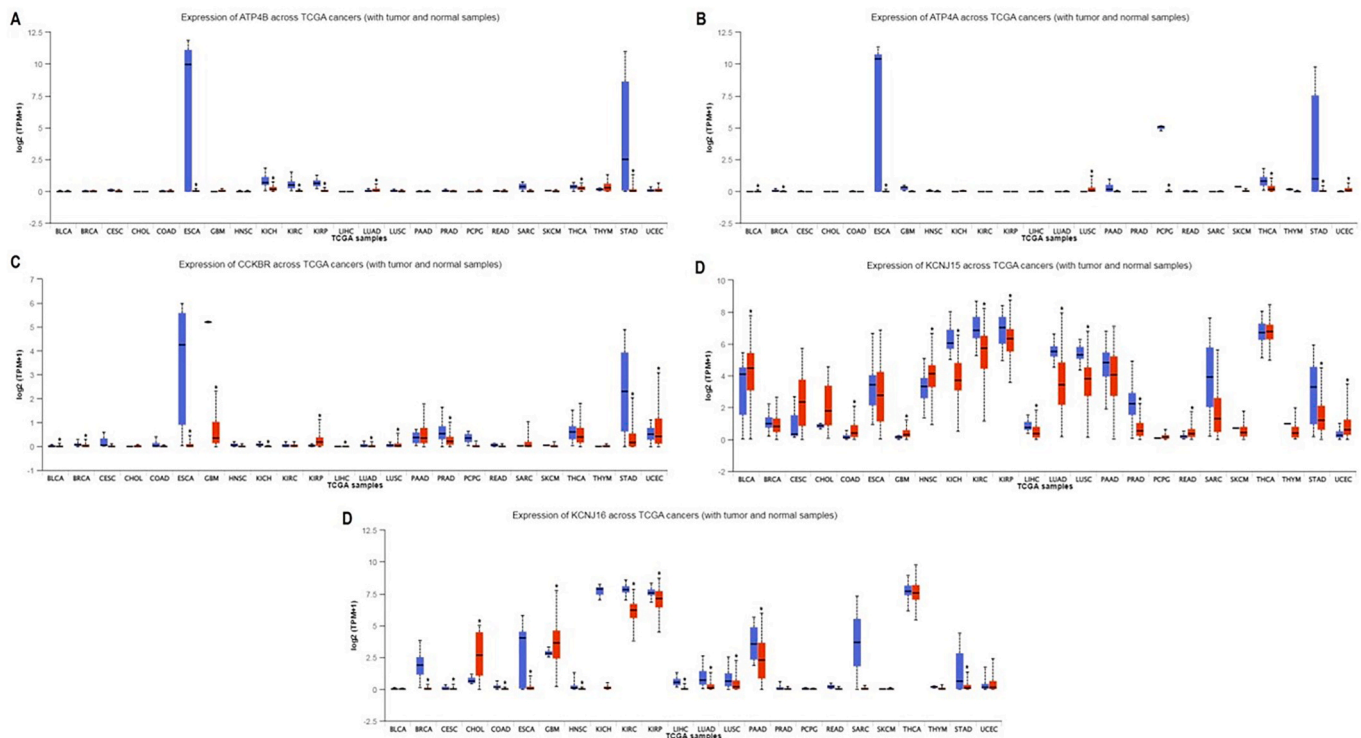 A
Expression of ATP4B across TCGA cancers (with tumor and normal samples)
12.5
10
7.5
5
2.5
0
-2.5
log2 (TPM+1)
BLCA BRCA CESC CHOL COAD ESCA GBM HNSC KICH KIRC KIRP LIHC LUAD LUSC PAAD PRAD PCPG READ SARC SKCM THCA THYM STAD UCEC
TCGA samples
B
Expression of ATP4A across TCGA cancers (with tumor and normal samples)
12.5
10
7.5
5
2.5
0
-2.5
log2 (TPM+1)
BLCA BRCA CESC CHOL COAD ESCA GBM HNSC KICH KIRC KIRP LIHC LUAD LUSC PAAD PRAD PCPG READ SARC SKCM THCA THYM STAD UCEC
TCGA samples
C
Expression of CCKBR across TCGA cancers (with tumor and normal samples)
7
6
5
4
3
2
1
0
-1
log2 (TPM+1)
BLCA BRCA CESC CHOL COAD ESCA GBM HNSC KICH KIRC KIRP LIHC LUAD LUSC PAAD PRAD PCPG READ SARC SKCM THCA THYM STAD UCEC
TCGA samples
D
Expression of KCNJ15 across TCGA cancers (with tumor and normal samples)
10
8
6
4
2
0
-2
log2 (TPM+1)
BLCA BRCA CESC CHOL COAD ESCA GBM HNSC KICH KIRC KIRP LIHC LUAD LUSC PAAD PRAD PCPG READ SARC SKCM THCA THYM STAD UCEC
TCGA samples
D
Expression of KCNJ16 across TCGA cancers (with tumor and normal samples)
12.5
10
7.5
5
2.5
0
-2.5
log2 (TPM+1)
BLCA BRCA CESC CHOL COAD ESCA GBM HNSC KICH KIRC KIRP LIHC LUAD LUSC PAAD PRAD PCPG READ SARC SKCM THCA THYM STAD UCEC
TCGA samples